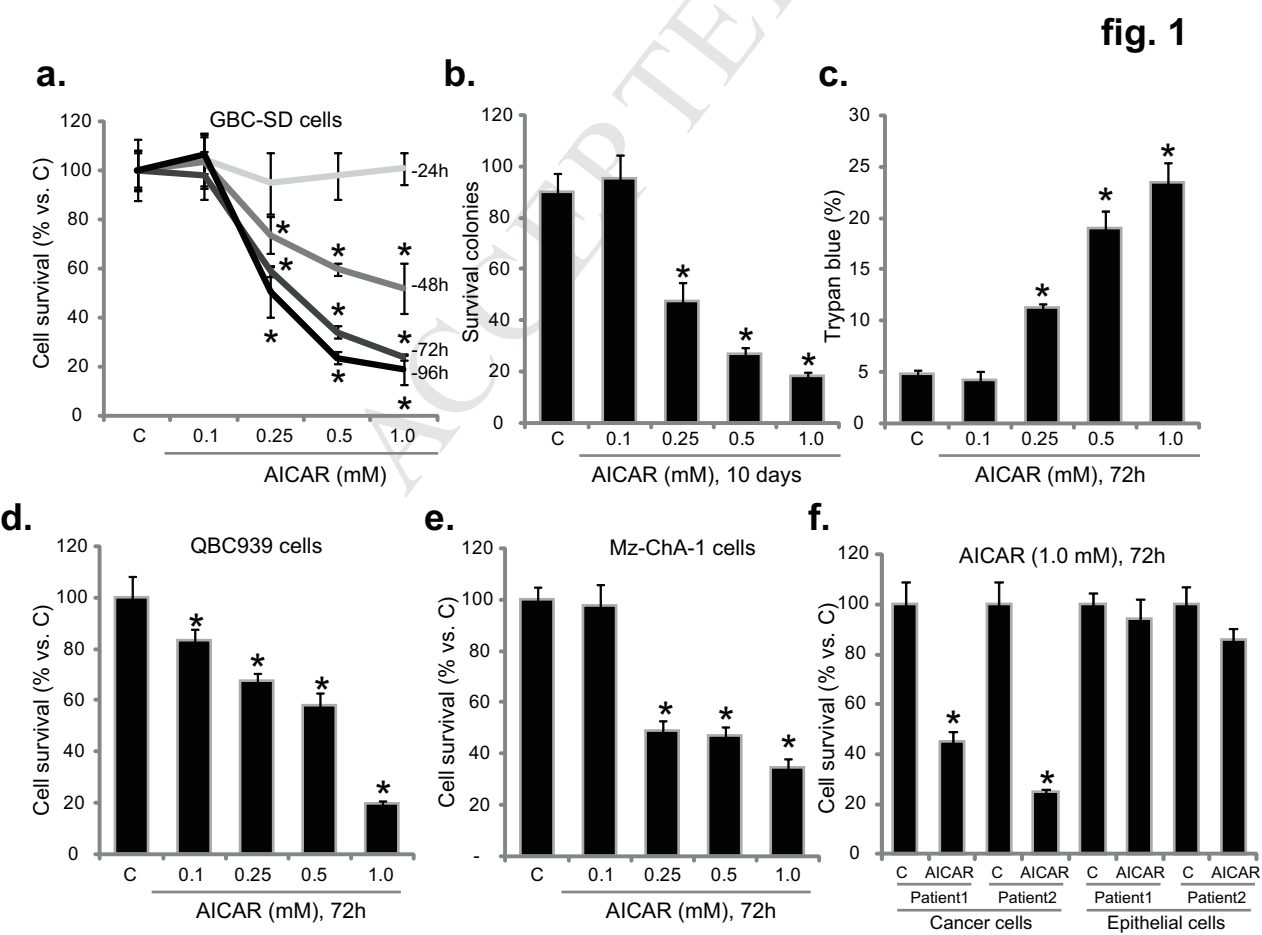 fig. 1
a.
GBC-SD cells
Cell survival (% vs. C)
120
100
80
60
40
20
0
-24h
* * *
-48h
* * *
-72h
-96h
* * *
C 0.1 0.25 0.5 1.0
AICAR (mM)
b.
Survival colonies
120
100
80
60
40
20
0
* * *
C 0.1 0.25 0.5 1.0
AICAR (mM), 10 days
c.
Trypan blue (%)
30
25
20
15
10
5
0
* * *
C 0.1 0.25 0.5 1.0
AICAR (mM), 72h
d.
QBC939 cells
Cell survival (% vs. C)
120
100
80
60
40
20
0
* * * *
C 0.1 0.25 0.5 1.0
AICAR (mM), 72h
e.
Mz-ChA-1 cells
Cell survival (% vs. C)
120
100
80
60
40
20
-
* * *
C 0.1 0.25 0.5 1.0
AICAR (mM), 72h
f.
AICAR (1.0 mM), 72h
Cell survival (% vs. C)
120
100
80
60
40
20
0
* *
C AICAR C AICAR C AICAR C AICAR
Patient1 Patient2 Patient1 Patient2
Cancer cells Epithelial cells